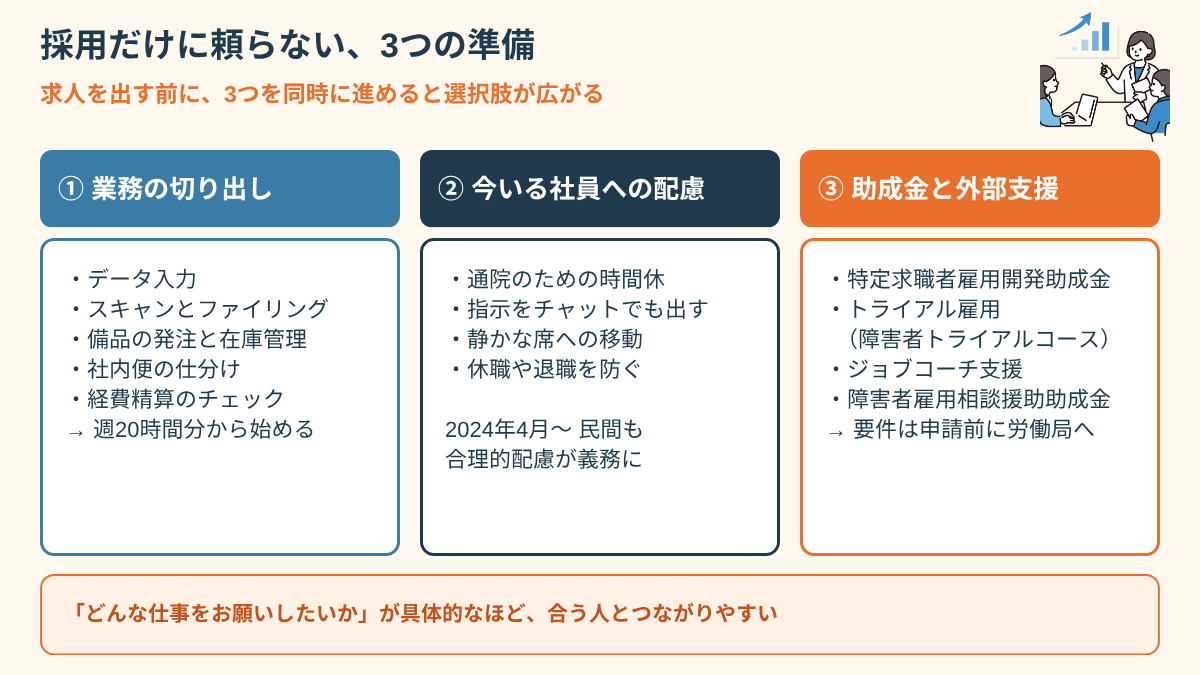 採用だけに頼らない、3つの準備
求人を出す前に、3つを同時に進めると選択肢が広がる
① 業務の切り出し
・データ入力
・スキャンとファイリング
・備品の発注と在庫管理
・社内便の仕分け
・経費精算のチェック
→ 週20時間分から始める
② 今いる社員への配慮
・通院のための時間休
・指示をチャットでも出す
・静かな席への移動
・休職や退職を防ぐ
2024年4月〜 民間も
合理的配慮が義務に
③ 助成金と外部支援
・特定求職者雇用開発助成金
・トライアル雇用
（障害者トライアルコース）
・ジョブコーチ支援
・障害者雇用相談援助助成金
→ 要件は申請前に労働局へ
「どんな仕事をお願いしたいか」が具体的なほど、合う人とつながりやすい